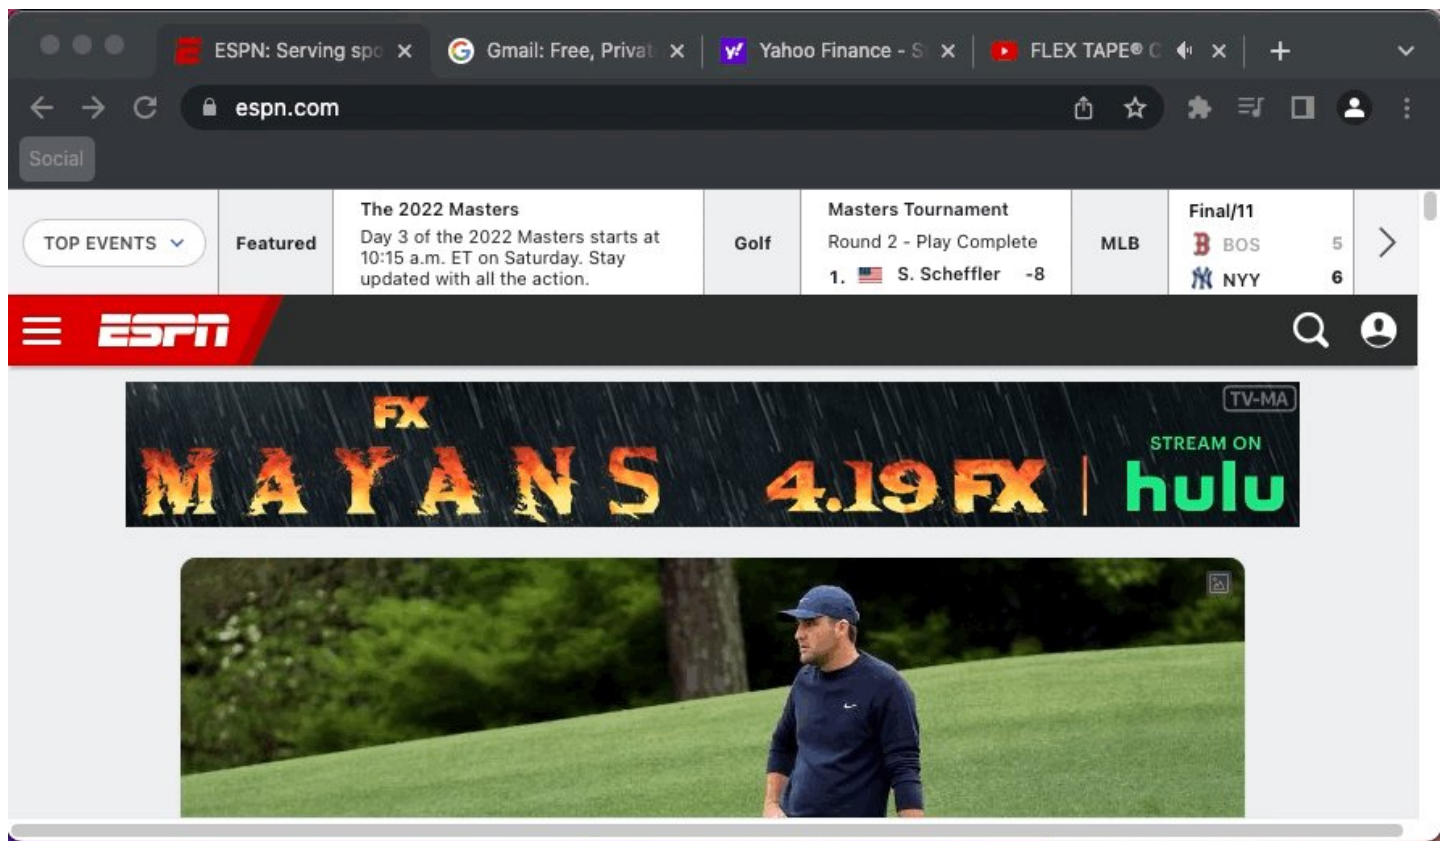 ESPN: Serving spo
Gmail: Free, Privat
Yahoo Finance - S
FLEX TAPE® C
espn.com
Social
TOP EVENTS
Featured
The 2022 Masters
Day 3 of the 2022 Masters starts at
10:15 a.m. ET on Saturday. Stay
updated with all the action.
Golf
Masters Tournament
Round 2 - Play Complete
1. S. Scheffler -8
MLB
Final/11
B BOS 5
NY NYY 6
ESPN
FX
MAYANS
4.19 FX
TV-MA
STREAM ON
hulu